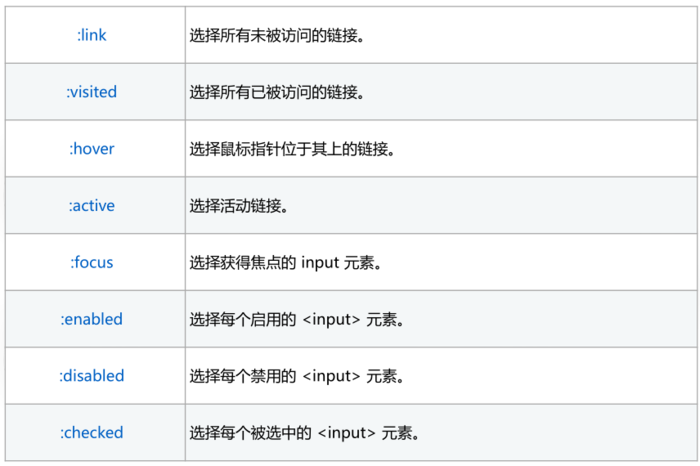 :link 选择所有未被访问的链接。
:visited 选择所有已被访问的链接。
:hover 选择鼠标指针位于其上的链接。
:active 选择活动链接。
:focus 选择获得焦点的 input 元素。
:enabled 选择每个启用的 <input> 元素。
:disabled 选择每个禁用的 <input> 元素。
:checked 选择每个被选中的 <input> 元素。